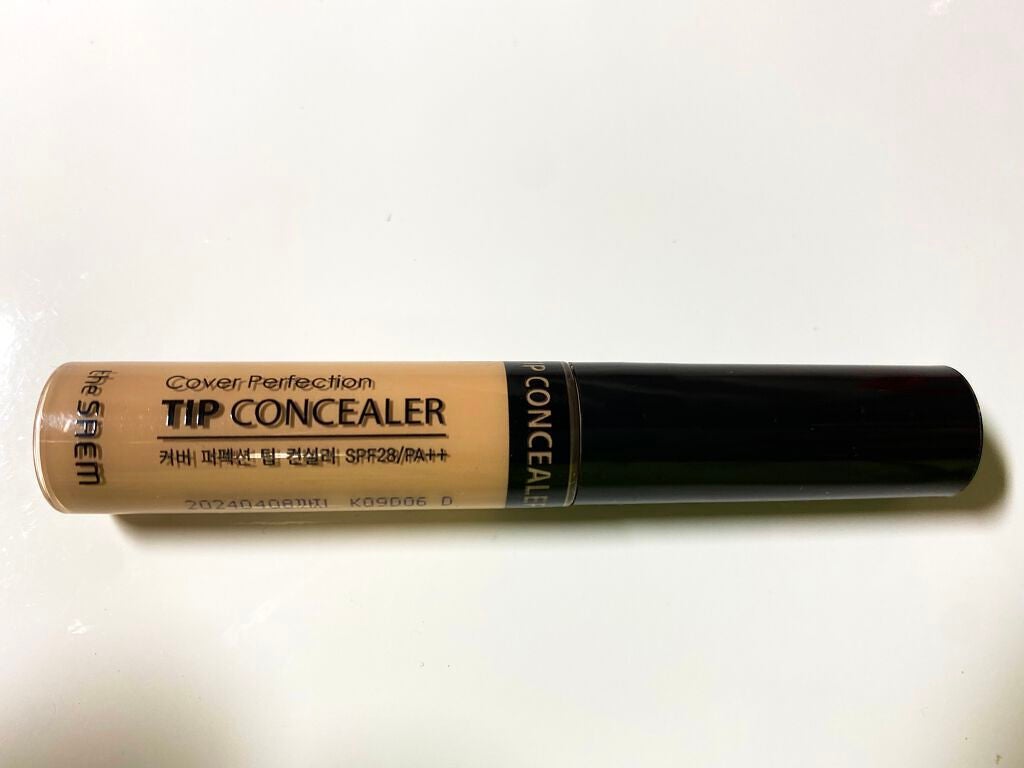 the SAEM
Cover Perfection
TIP CONCEALER
커버 퍼펙션 팁 컨실러 SPF28/PA++
20240408까지 K09D06 D
TIP CONCEALER